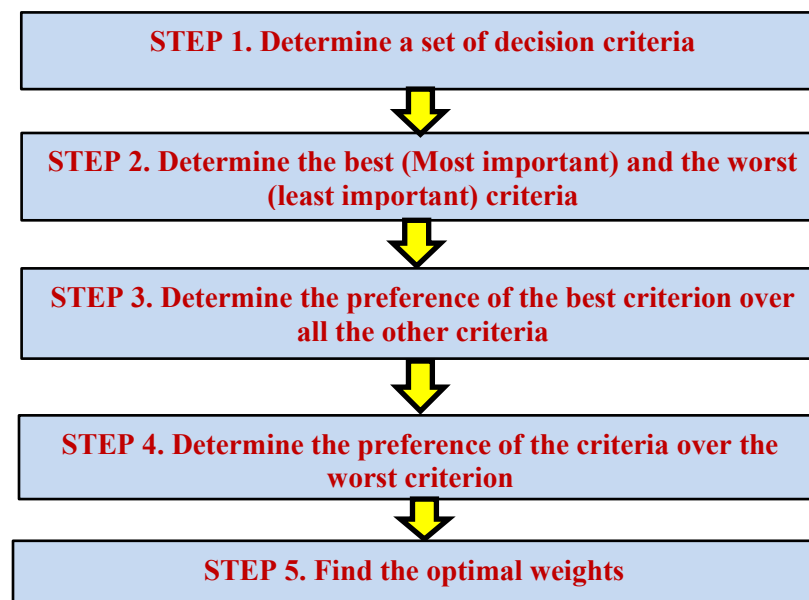 STEP 1. Determine a set of decision criteria
STEP 2. Determine the best (Most important) and the worst
(least important) criteria
STEP 3. Determine the preference of the best criterion over
all the other criteria
STEP 4. Determine the preference of the criteria over the
worst criterion
STEP 5. Find the optimal weights